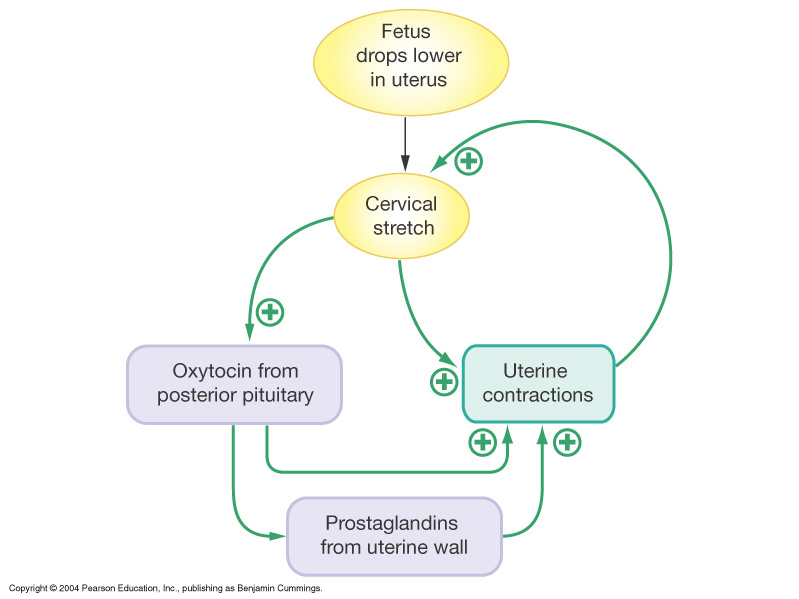 Fetus
drops lower
in uterus
+
Cervical
stretch
+
Oxytocin from
posterior pituitary
+
Uterine
contractions
+
+
Prostaglandins
from uterine wall
Copyright © 2004 Pearson Education, Inc., publishing as Benjamin Cummings.